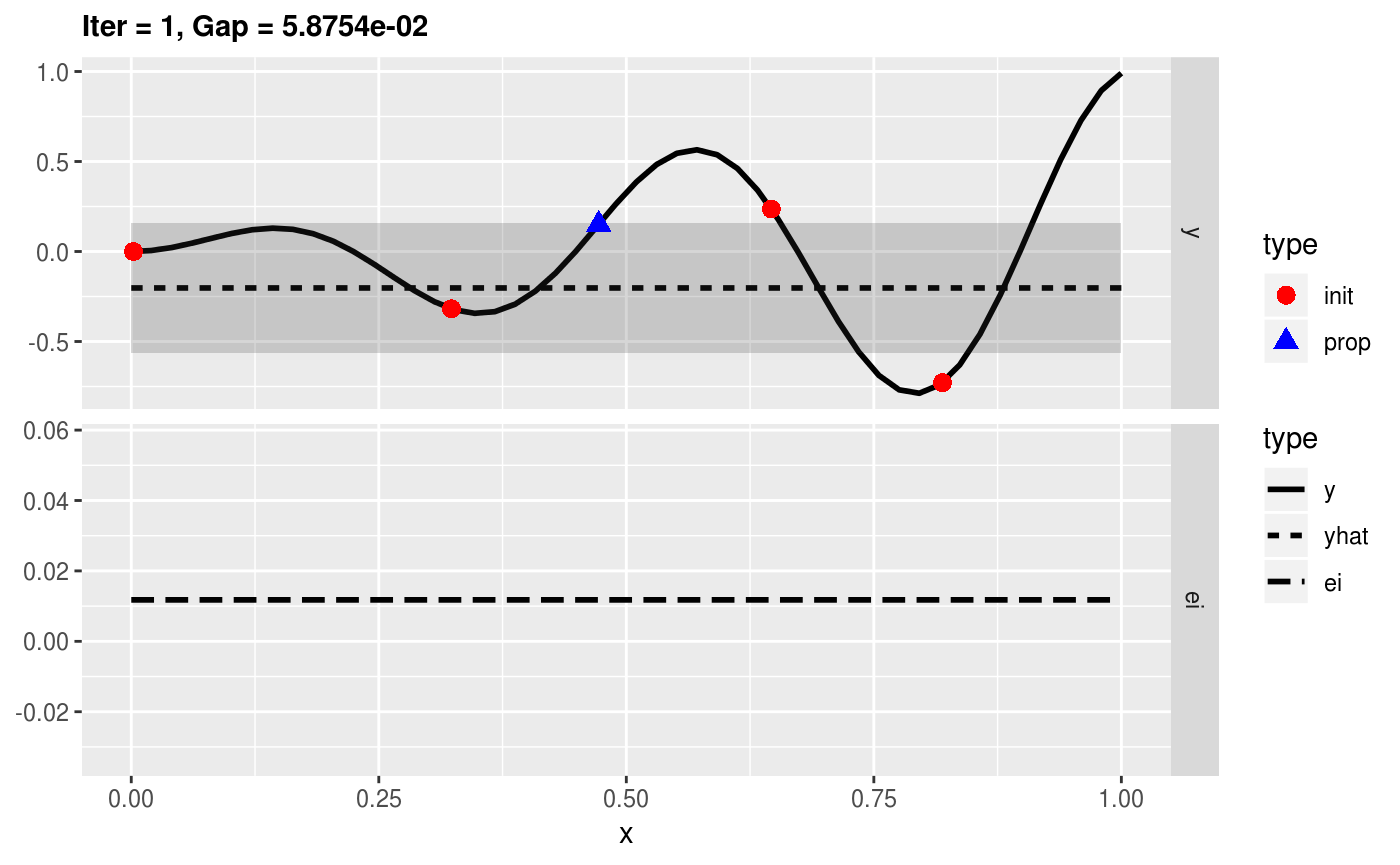 Iter = 1, Gap = 5.8754e-02
1.0
0.5
0.0
-0.5
y
0.06
0.04
0.02
0.00
-0.02
ei
0.00 0.25 0.50 0.75 1.00
x
type
init
prop
type
y
yhat
ei